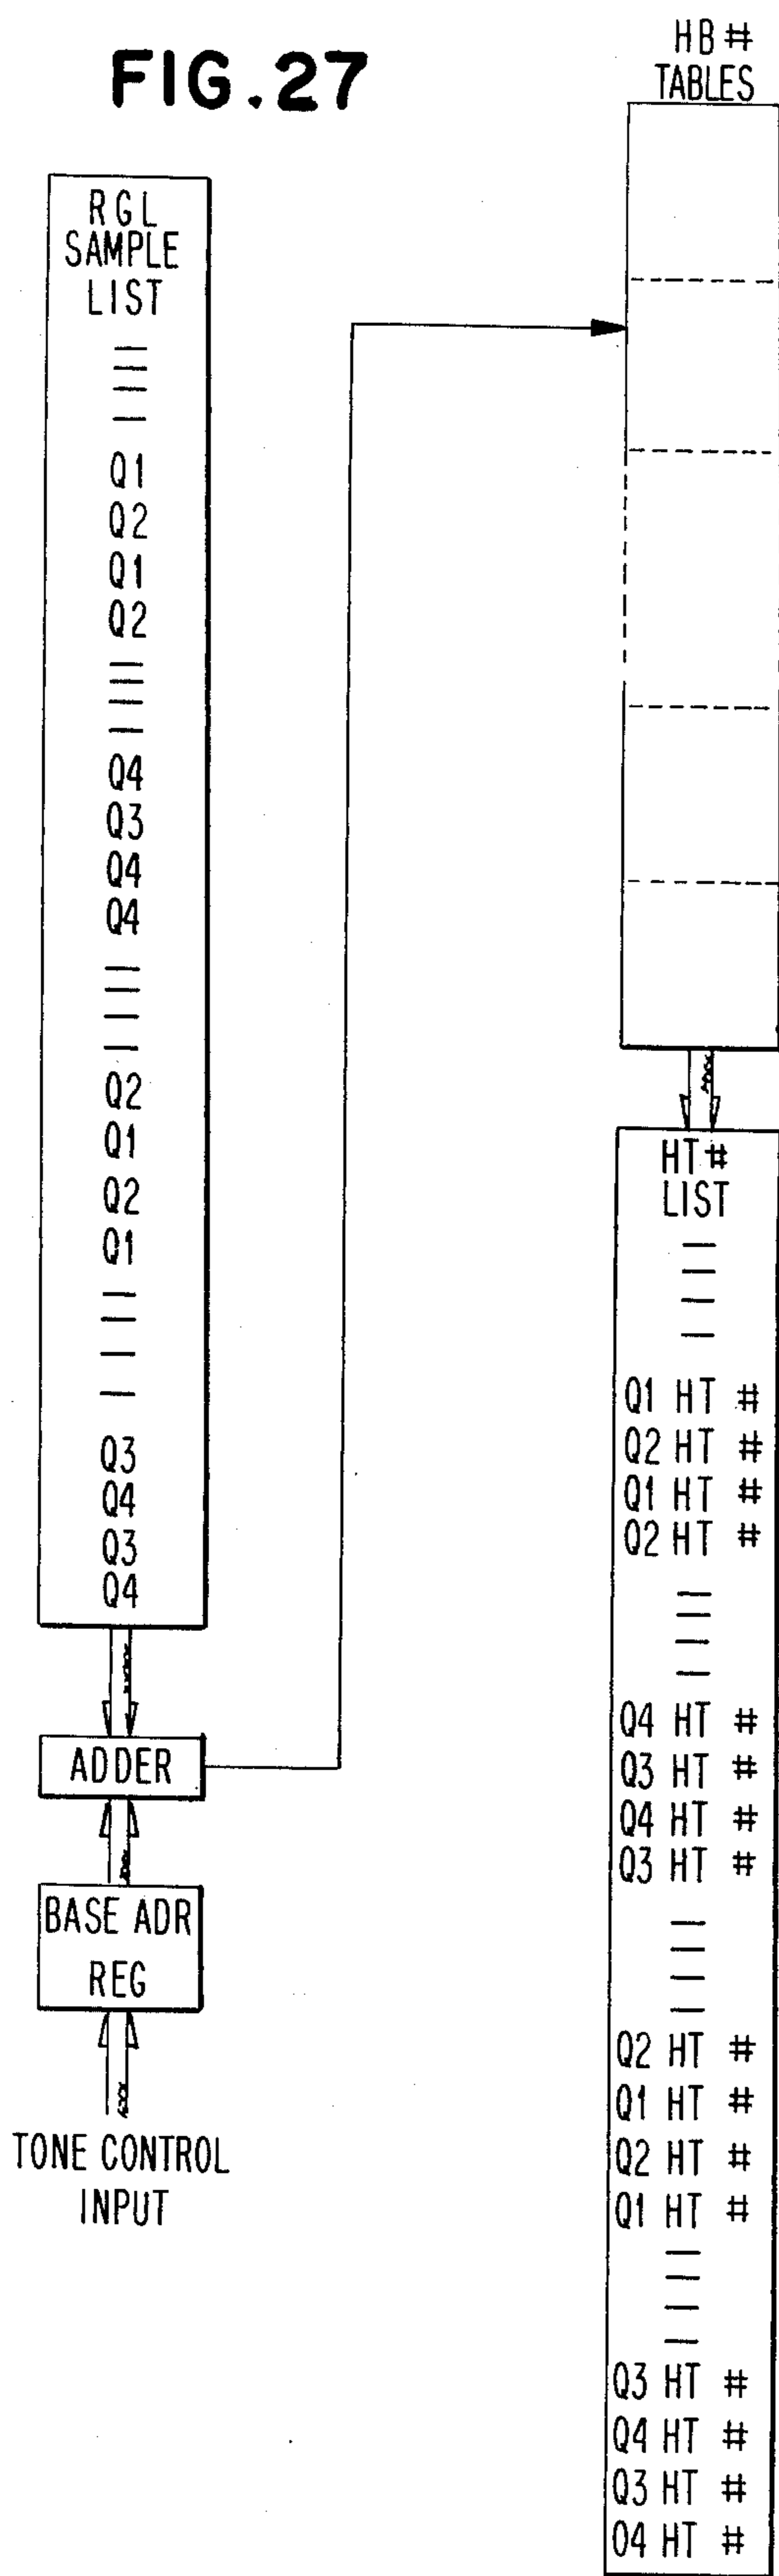 FIG.27
RGL
SAMPLE
LIST
Q1
Q2
Q1
Q2
Q4
Q3
Q4
Q4
Q2
Q1
Q2
Q1
Q3
Q4
Q3
Q4
ADDER
BASE ADR
REG
TONE CONTROL
INPUT
HB #
TABLES
HT #
LIST
Q1 HT #
Q2 HT #
Q1 HT #
Q2 HT #
Q4 HT #
Q3 HT #
Q4 HT #
Q3 HT #
Q2 HT #
Q1 HT #
Q2 HT #
Q1 HT #
Q3 HT #
Q4 HT #
Q3 HT #
Q4 HT #